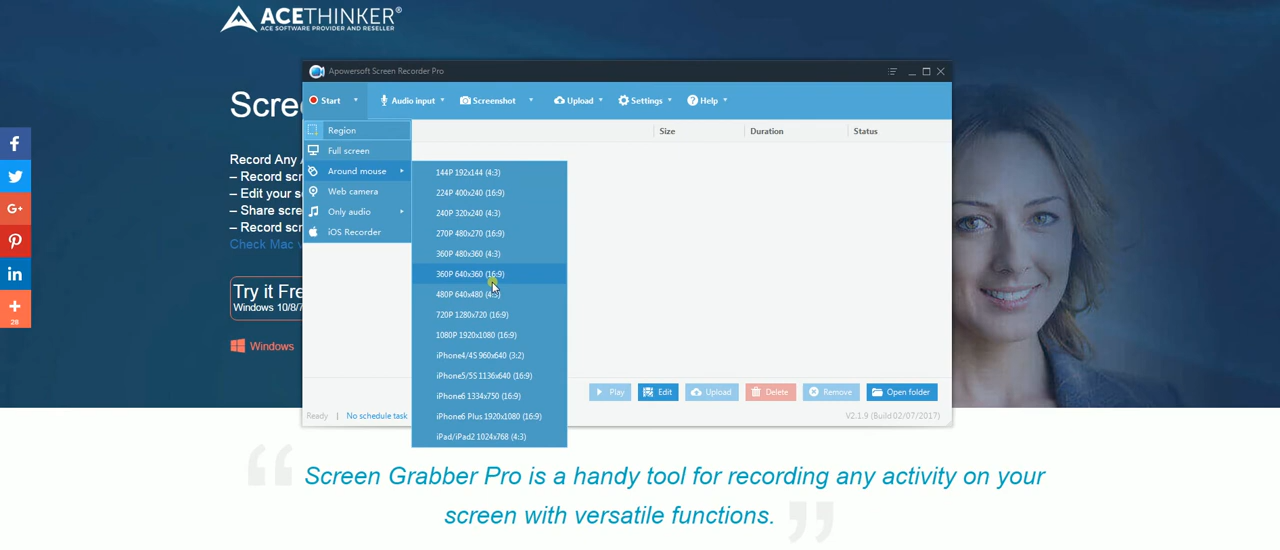 ACETHINKER®
ACE SOFTWARE PROVIDER AND RESELLER
Apowersoft Screen Recorder Pro
Start
Audio input
Screenshot
Upload
Settings
Help
Region
Full screen
Around mouse
Web camera
Only audio
iOS Recorder
Size
Duration
Status
144P 192x144 (4:3)
224P 400x240 (16:9)
240P 320x240 (4:3)
270P 480x270 (16:9)
360P 480x360 (4:3)
360P 640x360 (16:9)
480P 640x480 (4:3)
720P 1280x720 (16:9)
1080P 1920x1080 (16:9)
iPhone4/4S 960x640 (3:2)
iPhone5/5S 1136x640 (16:9)
iPhone6 1334x750 (16:9)
iPhone6 Plus 1920x1080 (16:9)
iPad/iPad2 1024x768 (4:3)
Play
Edit
Upload
Delete
Remove
Open folder
Ready | No schedule task
V2.1.9 (Build 02/07/2017)
Record Any A
– Record scr
– Edit your s
– Share scre
– Record scr
Check Mac v
Try it Fre
Windows 10/8/7
Windows
f
G+
in
+
28
“
Screen Grabber Pro is a handy tool for recording any activity on your
screen with versatile functions.
”